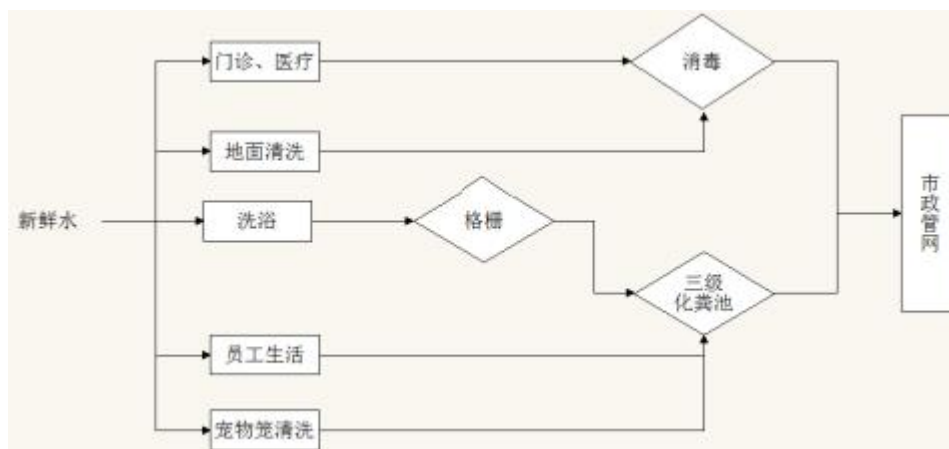 门诊、医疗
消毒
地面清洗
新鲜水
洗浴
格栅
市政管网
三级
化粪池
员工生活
宠物笼清洗